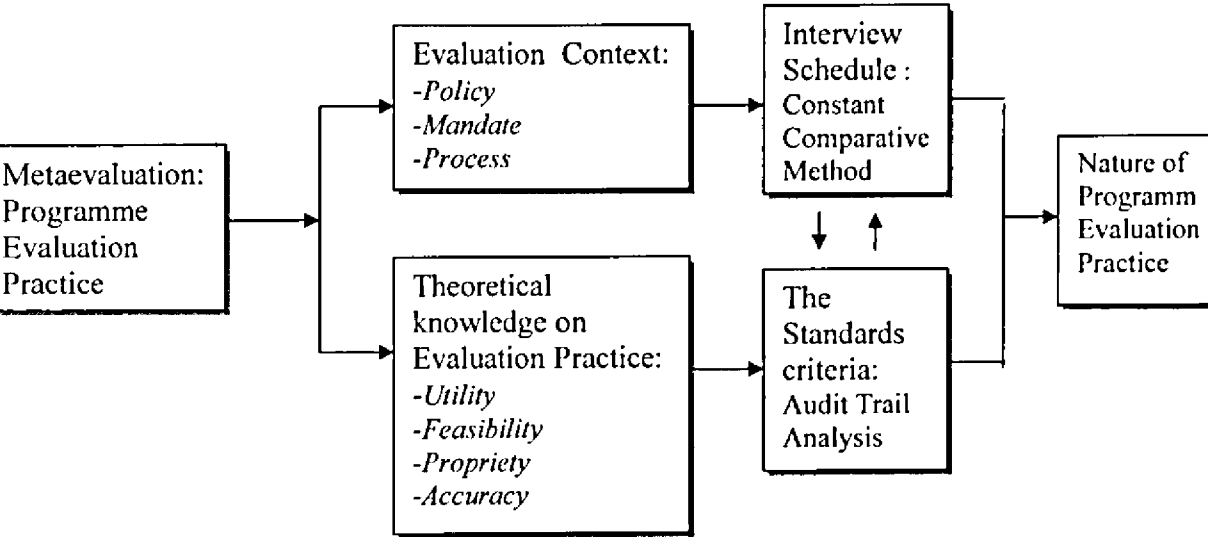 Metaevaluation:
Programme
Evaluation
Practice
Evaluation Context:
-Policy
-Mandate
-Process
Theoretical
knowledge on
Evaluation Practice:
-Utility
-Feasibility
-Propriety
-Accuracy
Interview
Schedule :
Constant
Comparative
Method
The
Standards
criteria:
Audit Trail
Analysis
Nature of
Programm
Evaluation
Practice